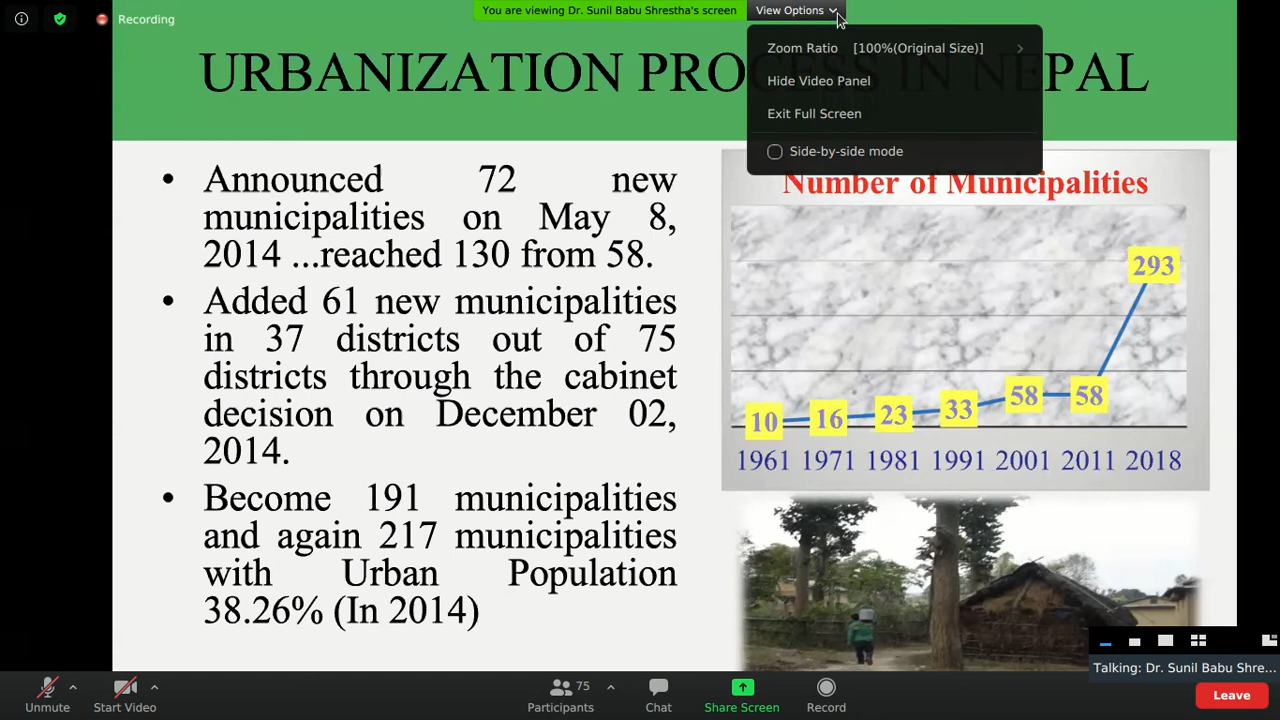 Recording
You are viewing Dr. Sunil Babu Shrestha's screen
View Options
Zoom Ratio [100%(Original Size)]
Hide Video Panel
Exit Full Screen
Side-by-side mode
URBANIZATION PROCESS IN NEPAL
• Announced 72 new
municipalities on May 8,
2014 ...reached 130 from 58.
• Added 61 new municipalities
in 37 districts out of 75
districts through the cabinet
decision on December 02,
2014.
• Become 191 municipalities
and again 217 municipalities
with Urban Population
38.26% (In 2014)
Number of Municipalities
10 16 23 33 58 58 293
1961 1971 1981 1991 2001 2011 2018
Talking: Dr. Sunil Babu Shre...
Unmute
Start Video
75
Participants
Chat
Share Screen
Record
Leave